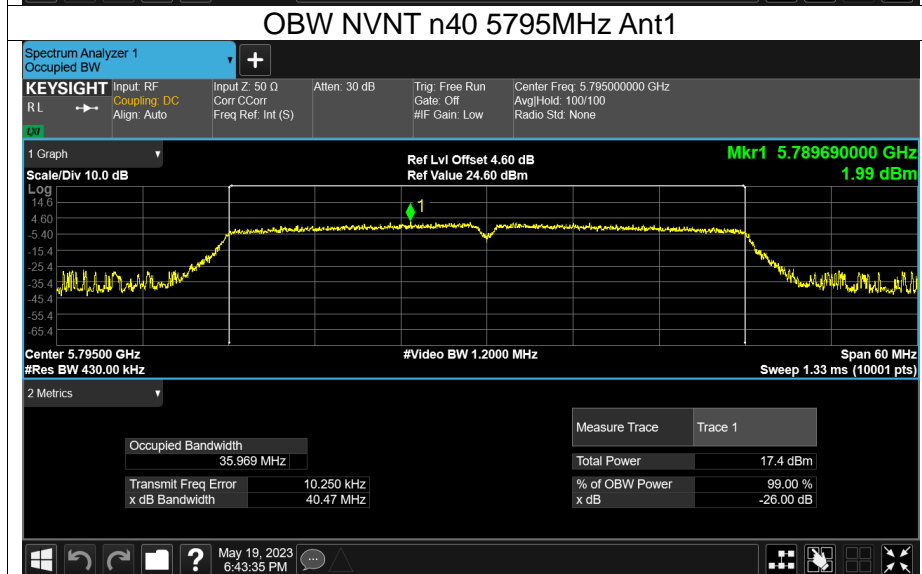 OBW NVNT n40 5795MHz Ant1
Spectrum Analyzer 1
Occupied BW
+
KEYSIGHT
R L
LXI
Input: RF
Coupling: DC
Align: Auto
Input Z: 50 Ω
Corr CCorr
Freq Ref: Int (S)
Atten: 30 dB
Trig: Free Run
Gate: Off
#IF Gain: Low
Center Freq: 5.795000000 GHz
Avg|Hold: 100/100
Radio Std: None
1 Graph
Scale/Div 10.0 dB
Ref Lvl Offset 4.60 dB
Ref Value 24.60 dBm
Mkr1 5.789690000 GHz
1.99 dBm
Log
14.6
4.60
-5.40
-15.4
-25.4
-35.4
-45.4
-55.4
-65.4
1
Center 5.79500 GHz
#Res BW 430.00 kHz
#Video BW 1.2000 MHz
Span 60 MHz
Sweep 1.33 ms (10001 pts)
2 Metrics
Occupied Bandwidth
35.969 MHz
Transmit Freq Error 10.250 kHz
x dB Bandwidth 40.47 MHz
Measure Trace Trace 1
Total Power 17.4 dBm
% of OBW Power 99.00 %
x dB -26.00 dB
?
May 19, 2023
6:43:35 PM